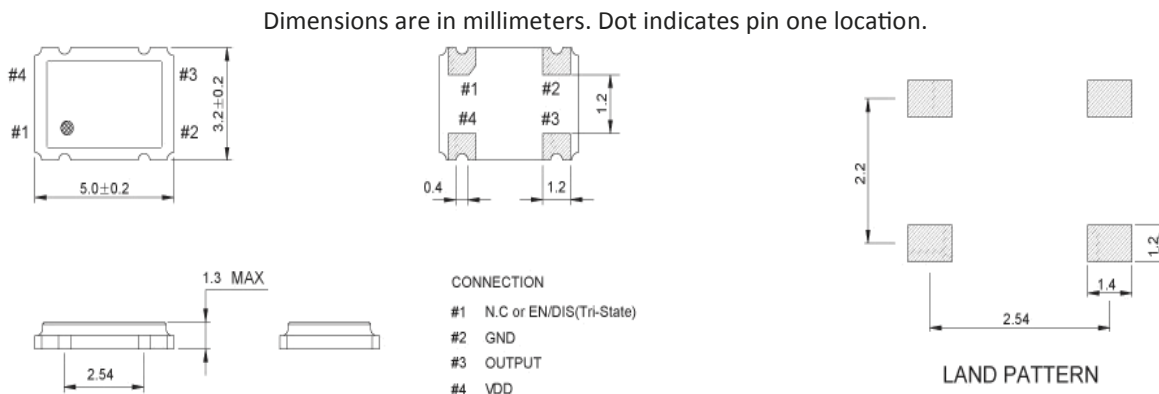 Dimensions are in millimeters. Dot indicates pin one location.
#4
#3
#1
#2
3.2±0.2
5.0±0.2
#1
#2
#4
#3
1.2
0.4
1.2
2.2
1.2
1.4
2.54
LAND PATTERN
1.3 MAX
2.54
CONNECTION
#1 N.C or EN/DIS(Tri-State)
#2 GND
#3 OUTPUT
#4 VDD